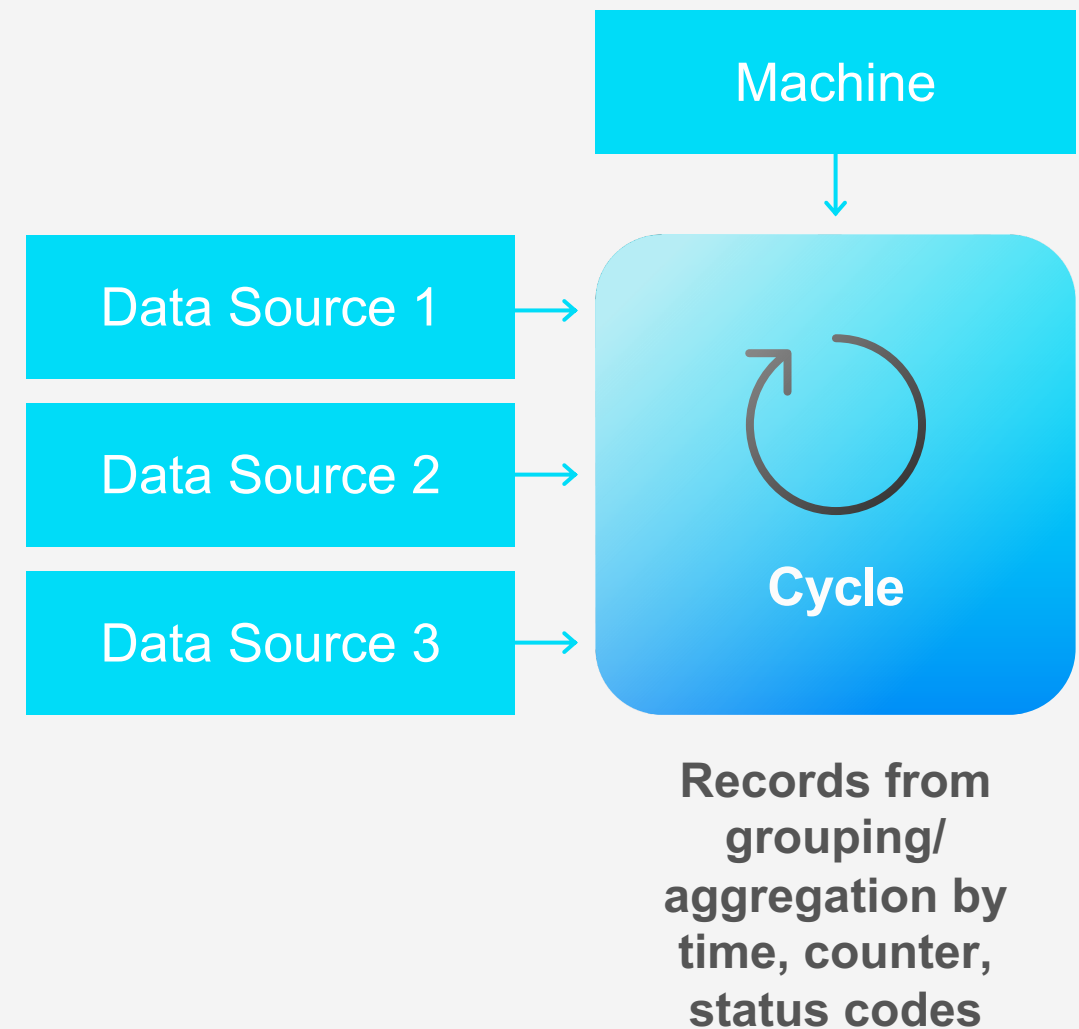 Machine
Data Source 1
Data Source 2
Data Source 3
Cycle
Records from
grouping/
aggregation by
time, counter,
status codes